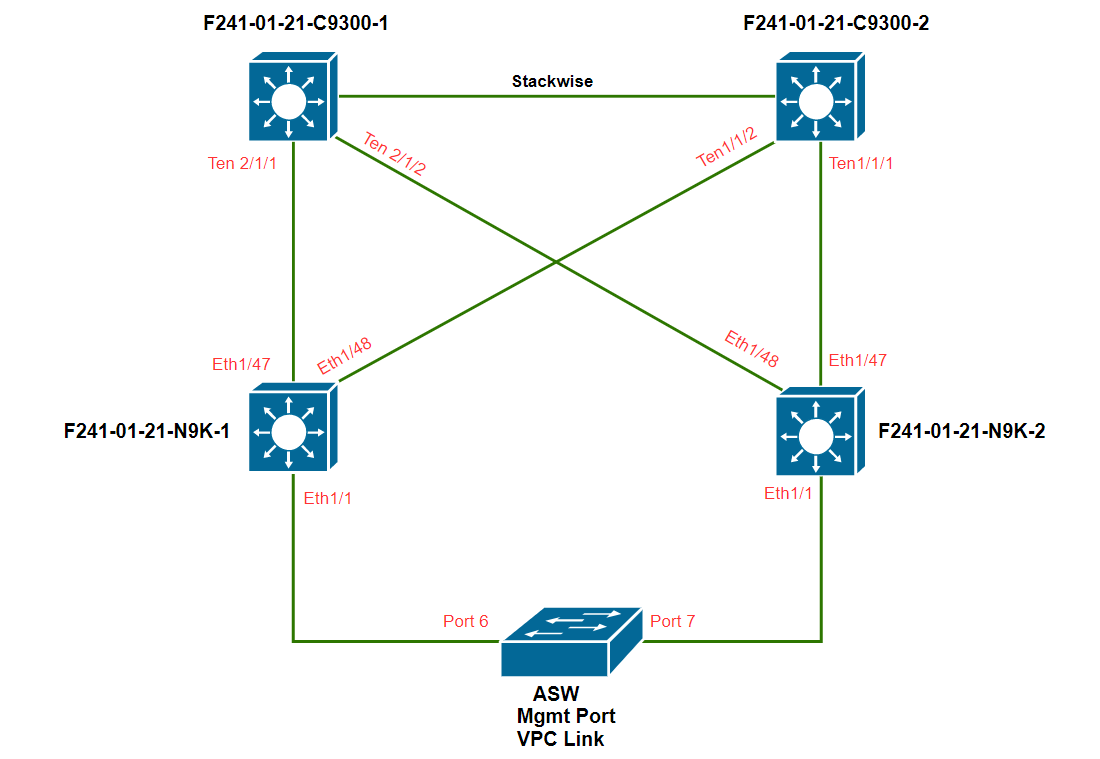 F241-01-21-C9300-1
F241-01-21-C9300-2
Stackwise
Ten 2/1/1
Ten 2/1/2
Ten1/1/2
Ten1/1/1
Eth1/47
Eth1/48
Eth1/48
Eth1/47
F241-01-21-N9K-1
F241-01-21-N9K-2
Eth1/1
Eth1/1
Port 6
Port 7
ASW
Mgmt Port
VPC Link